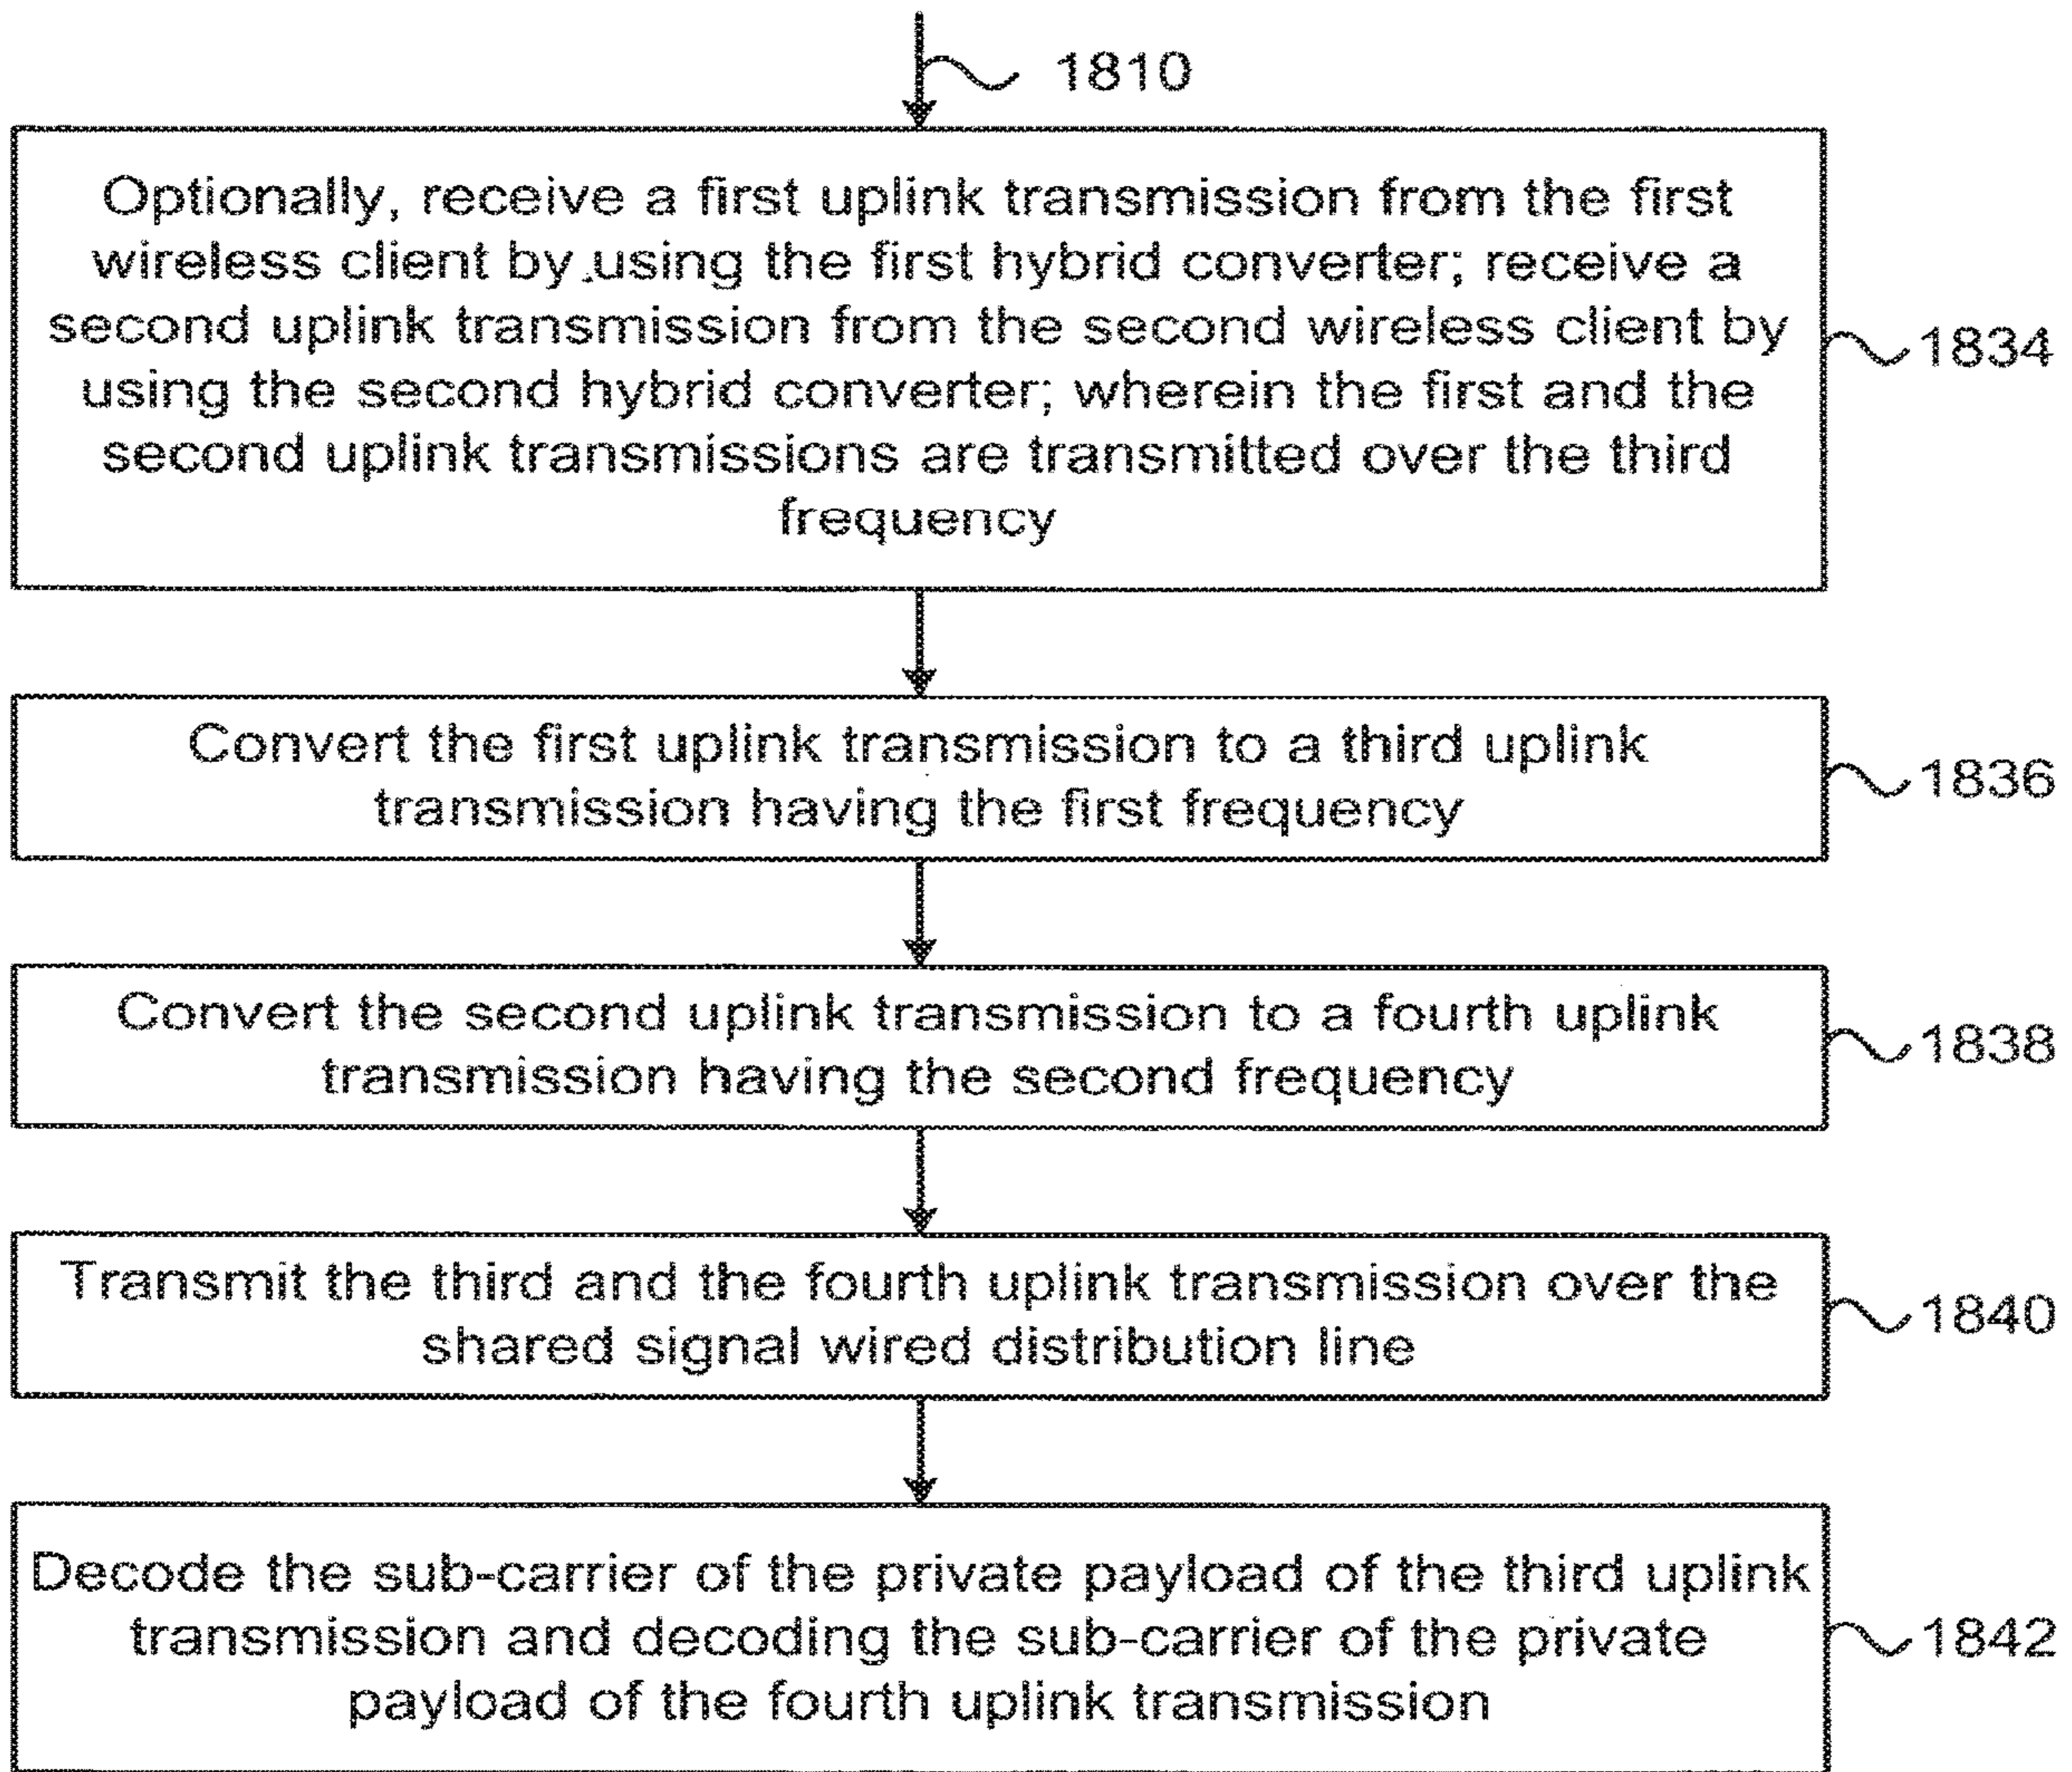 1810
Optionally, receive a first uplink transmission from the first
wireless client by using the first hybrid converter; receive a
second uplink transmission from the second wireless client by
using the second hybrid converter; wherein the first and the
second uplink transmissions are transmitted over the third
frequency
1834
Convert the first uplink transmission to a third uplink
transmission having the first frequency
1836
Convert the second uplink transmission to a fourth uplink
transmission having the second frequency
1838
Transmit the third and the fourth uplink transmission over the
shared signal wired distribution line
1840
Decode the sub-carrier of the private payload of the third uplink
transmission and decoding the sub-carrier of the private
payload of the fourth uplink transmission
1842